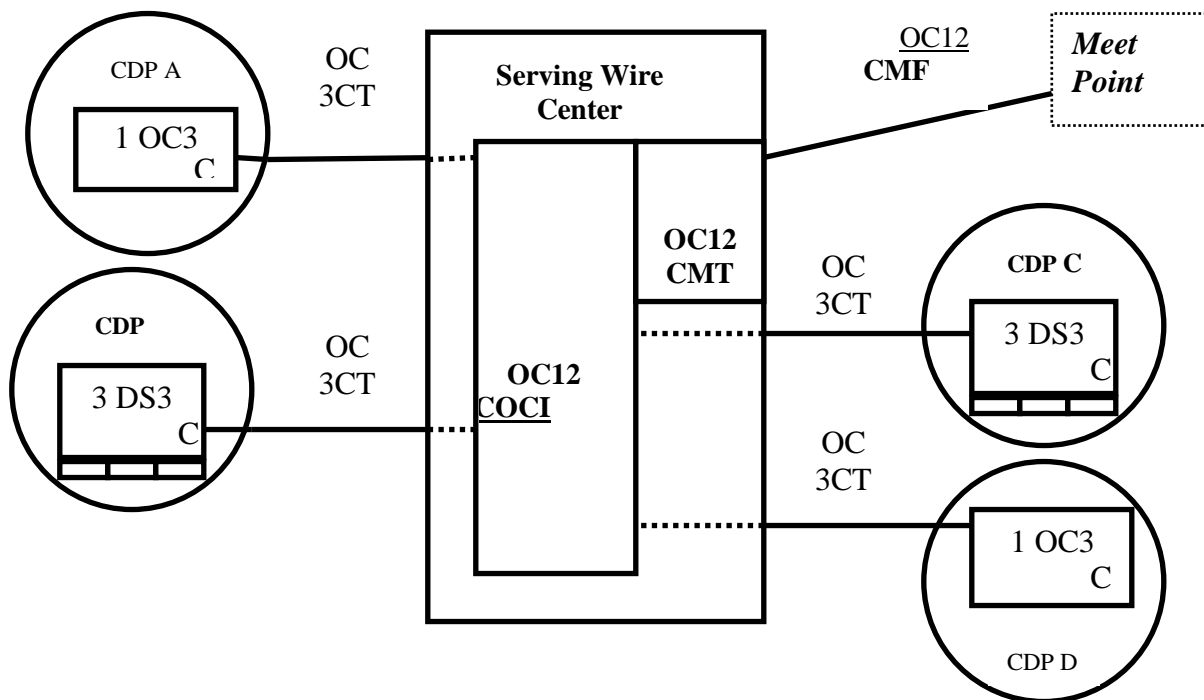 CDP A
1 OC3
C
OC
3CT
Serving Wire
Center
OC12
CMF
Meet
Point
OC12
CMT
CDP
3 DS3
C
OC
3CT
OC12
COCI
OC
3CT
CDP C
3 DS3
C
OC
3CT
1 OC3
C
CDP D